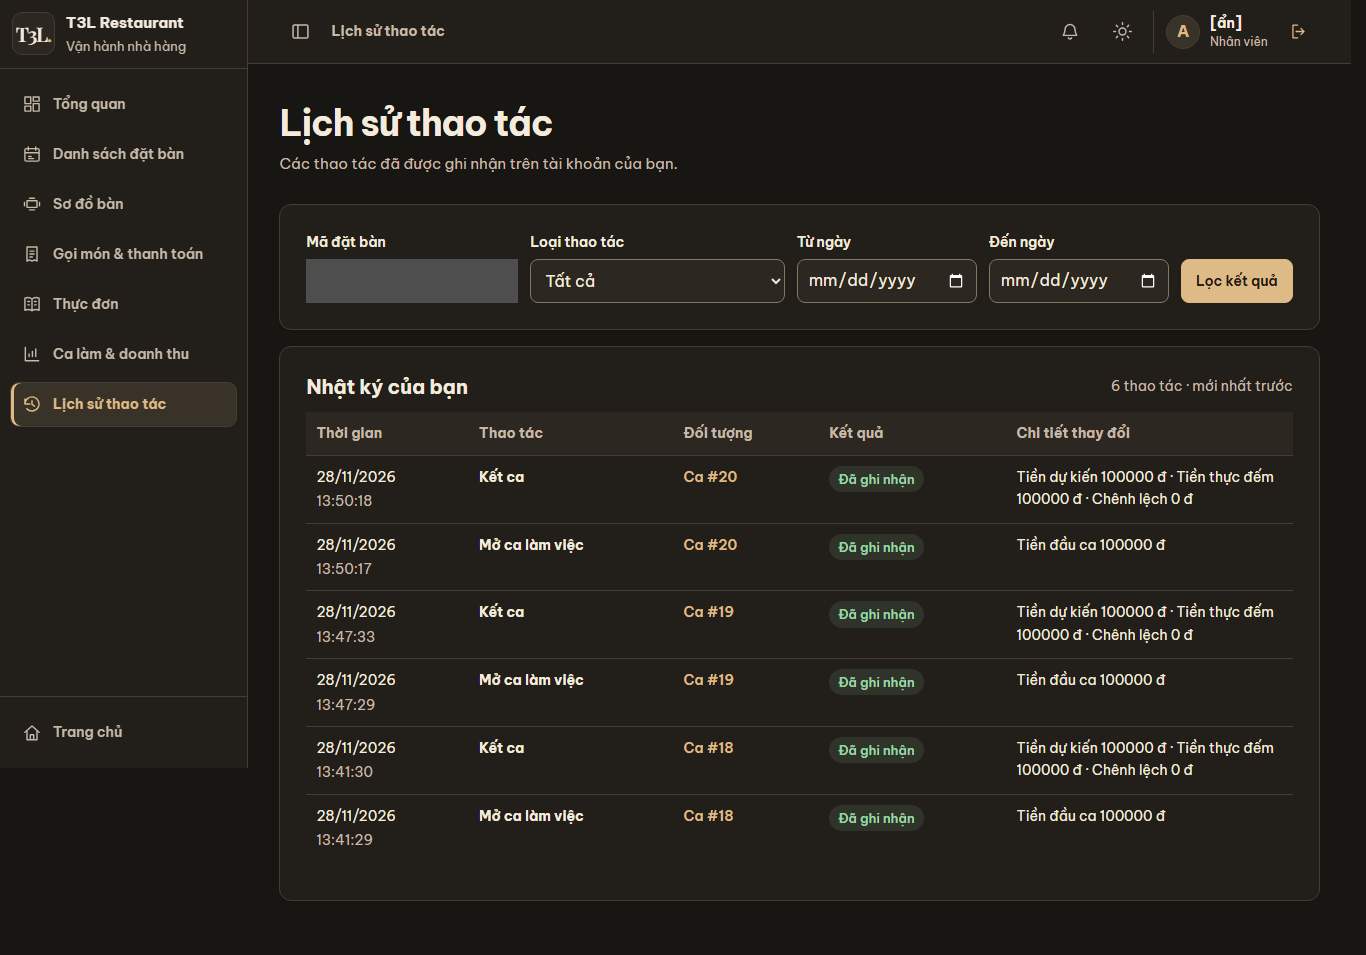 T3L
T3L Restaurant
Vận hành nhà hàng
Tổng quan
Danh sách đặt bàn
Sơ đồ bàn
Gọi món & thanh toán
Thực đơn
Ca làm & doanh thu
Lịch sử thao tác
Trang chủ
Lịch sử thao tác
A
[ẩn]
Nhân viên
Lịch sử thao tác
Các thao tác đã được ghi nhận trên tài khoản của bạn.
Mã đặt bàn
Loại thao tác
Từ ngày
Đến ngày
Tất cả
mm/dd/yyyy
mm/dd/yyyy
Lọc kết quả
Nhật ký của bạn
6 thao tác · mới nhất trước
Thời gian Thao tác Đối tượng Kết quả Chi tiết thay đổi
28/11/2026 Kết ca Ca #20 Đã ghi nhận Tiền dự kiến 100000 đ · Tiền thực đếm
13:50:18 100000 đ · Chênh lệch 0 đ
28/11/2026 Mở ca làm việc Ca #20 Đã ghi nhận Tiền đầu ca 100000 đ
13:50:17
28/11/2026 Kết ca Ca #19 Đã ghi nhận Tiền dự kiến 100000 đ · Tiền thực đếm
13:47:33 100000 đ · Chênh lệch 0 đ
28/11/2026 Mở ca làm việc Ca #19 Đã ghi nhận Tiền đầu ca 100000 đ
13:47:29
28/11/2026 Kết ca Ca #18 Đã ghi nhận Tiền dự kiến 100000 đ · Tiền thực đếm
13:41:30 100000 đ · Chênh lệch 0 đ
28/11/2026 Mở ca làm việc Ca #18 Đã ghi nhận Tiền đầu ca 100000 đ
13:41:29